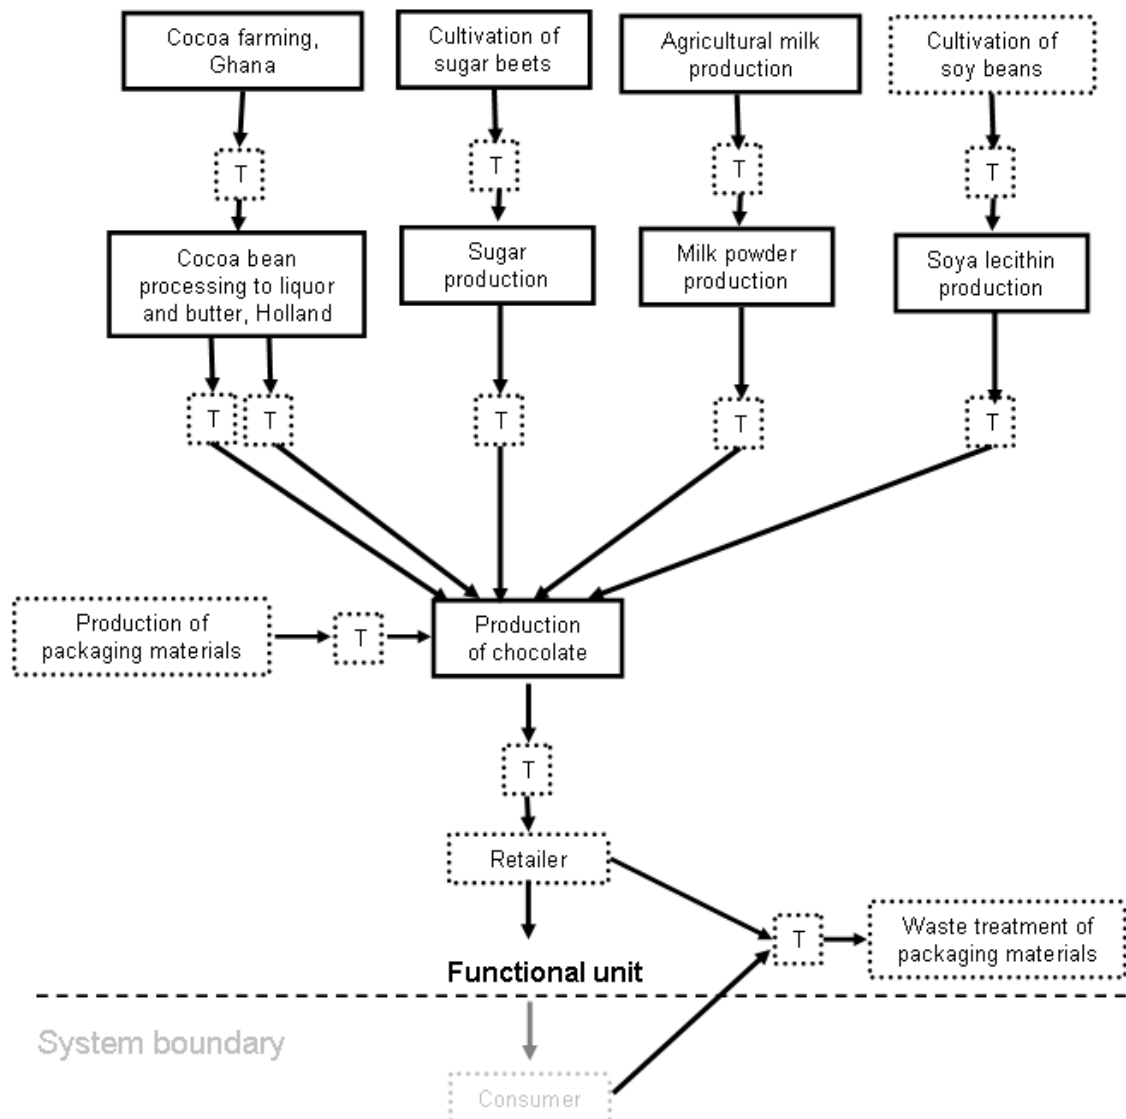 Cocoa farming,
Ghana
Cultivation of
sugar beets
Agricultural milk
production
Cultivation of
soy beans
T
T
T
T
Cocoa bean
processing to liquor
and butter, Holland
Sugar
production
Milk powder
production
Soya lecithin
production
T
T
T
T
T
Production of
packaging materials
T
Production
of chocolate
T
Retailer
T
Waste treatment of
packaging materials
Functional unit
System boundary
Consumer